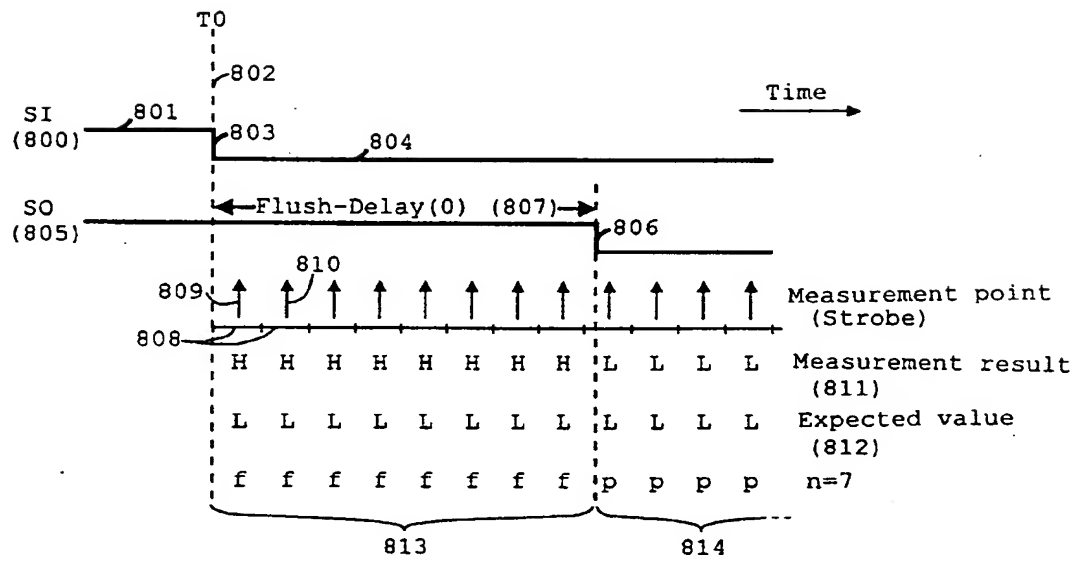 T0
802
Time
SI
(800)
801
803
804
SO
(805)
Flush-Delay(0) (807)
806
809
810
Measurement point
(Strobe)
808
H H H H H H H H L L L L Measurement result
(811)
L L L L L L L L L L L L Expected value
(812)
f f f f f f f f p p p p n=7
813
814